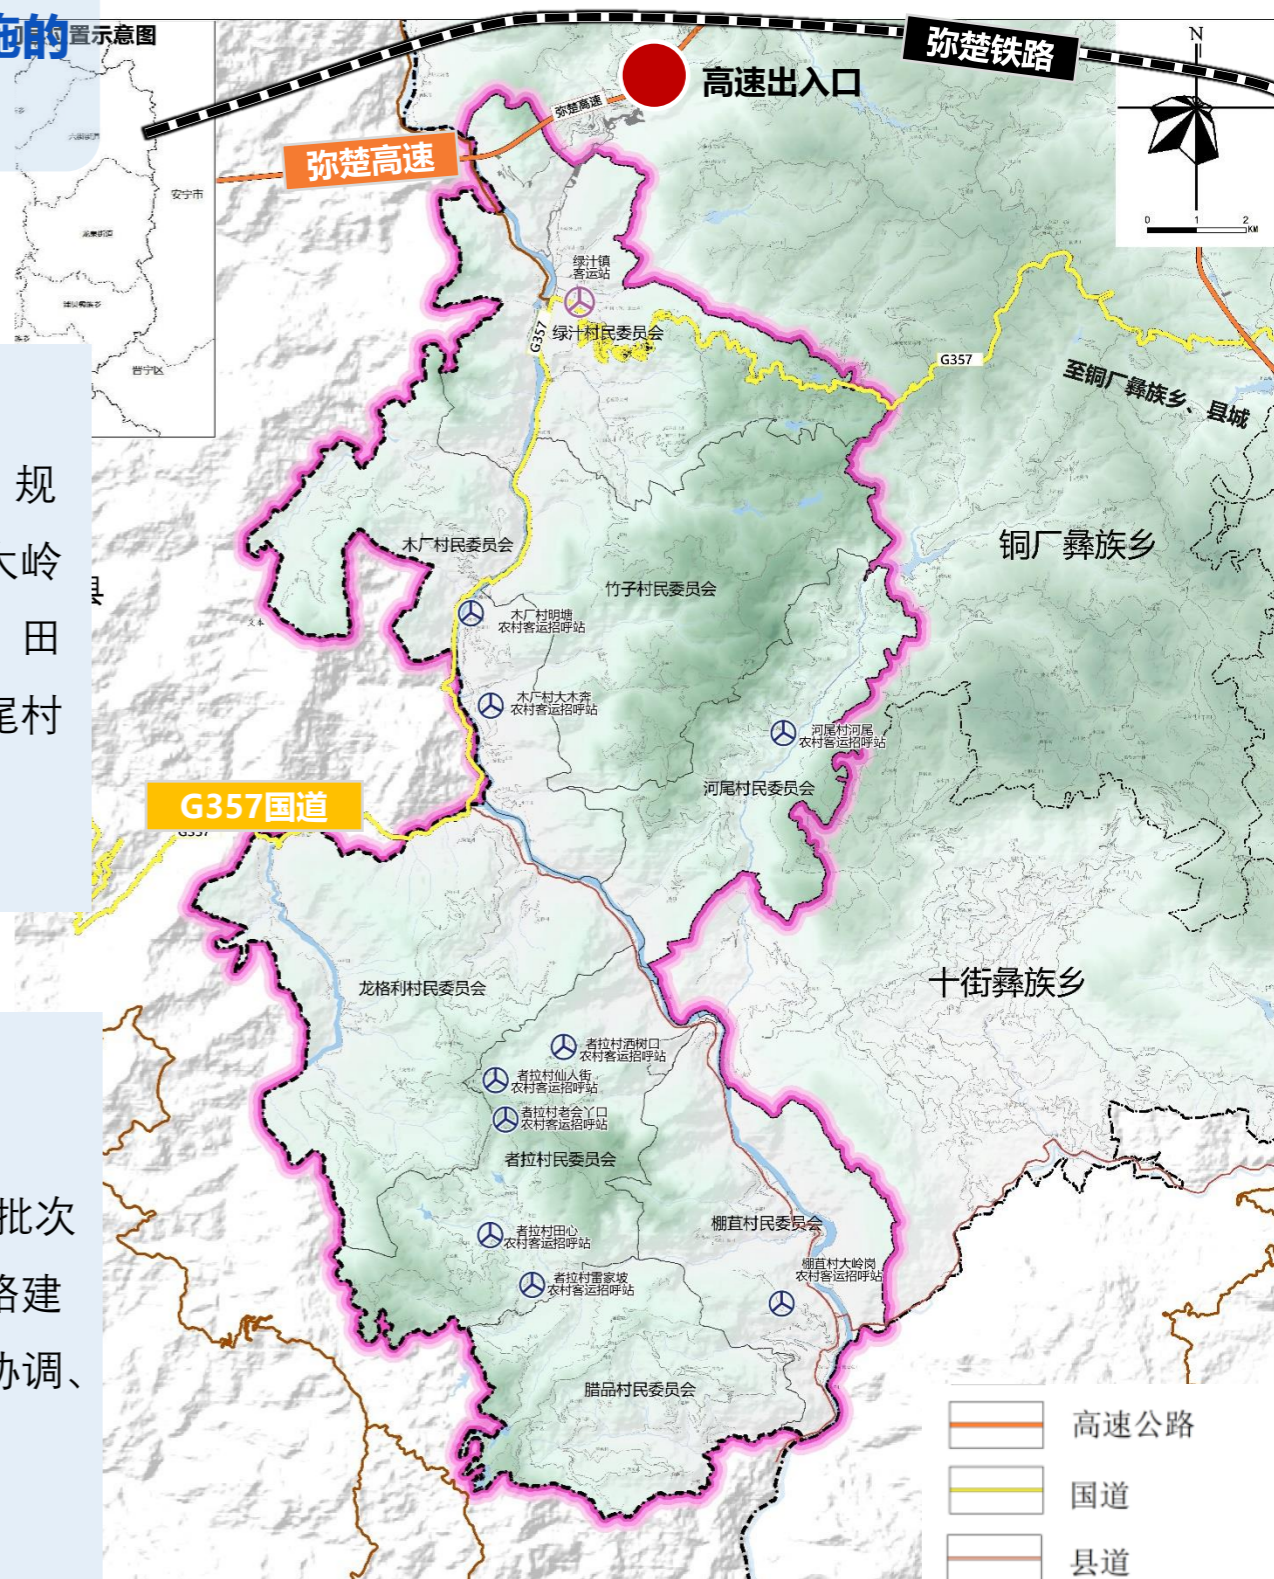 施的
置示意图
弥楚铁路
N
高速出入口
弥楚高速
弥楚高速
安宁市
0 1 2
KM
绿汁镇
客运站
G357
绿汁村民委员会
G357
至铜厂彝族乡、县城
晋宁区
规
大岭
田
尾村
县
木厂村民委员会
铜厂彝族乡
竹子村民委员会
木厂村明塘
农村客运招呼站
木厂村大木奔
农村客运招呼站
河尾村河尾
农村客运招呼站
河尾村民委员会
G357国道
G357
龙格利村民委员会
十街彝族乡
者拉村洒树口
农村客运招呼站
者拉村仙人街
农村客运招呼站
者拉村老会丫口
农村客运招呼站
者拉村民委员会
批次
路建
协调、
者拉村田心
农村客运招呼站
棚苴村民委员会
者拉村雷家坡
农村客运招呼站
棚苴村大岭岗
农村客运招呼站
腊品村民委员会
高速公路
国道
县道